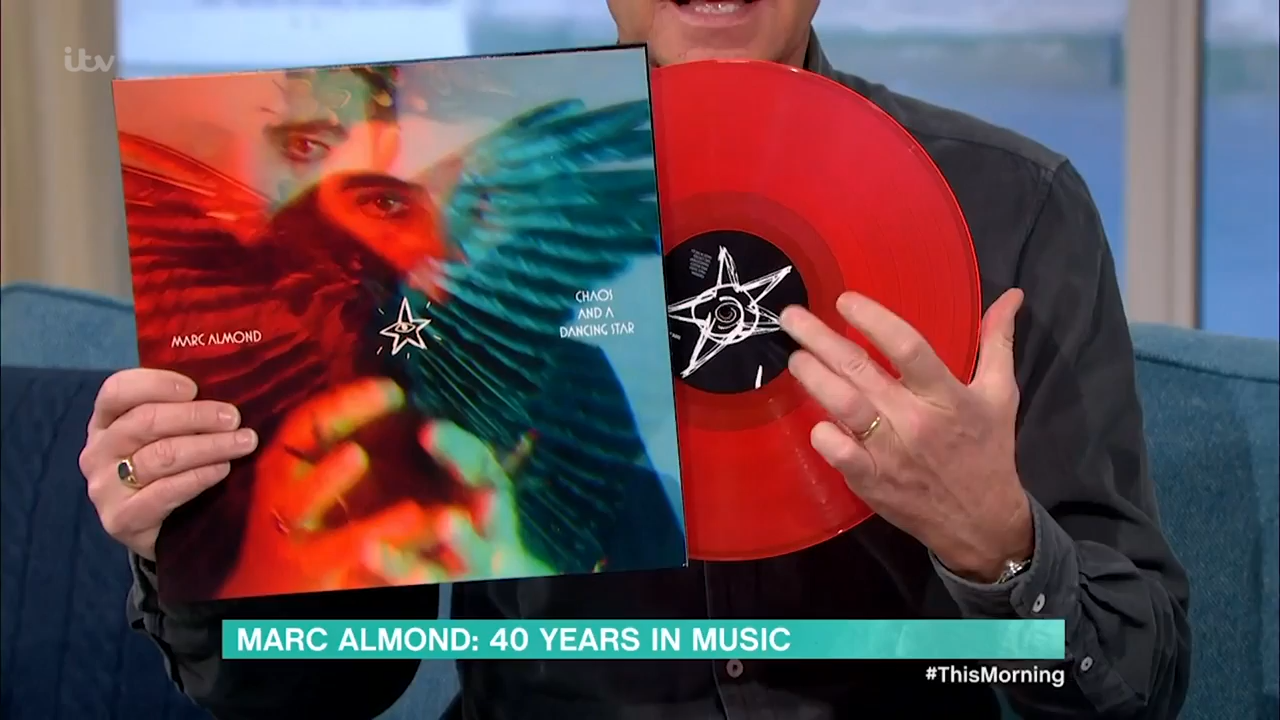 itv
MARC ALMOND
CHAOS
AND A
DANCING STAR
MARC ALMOND: 40 YEARS IN MUSIC
#ThisMorning